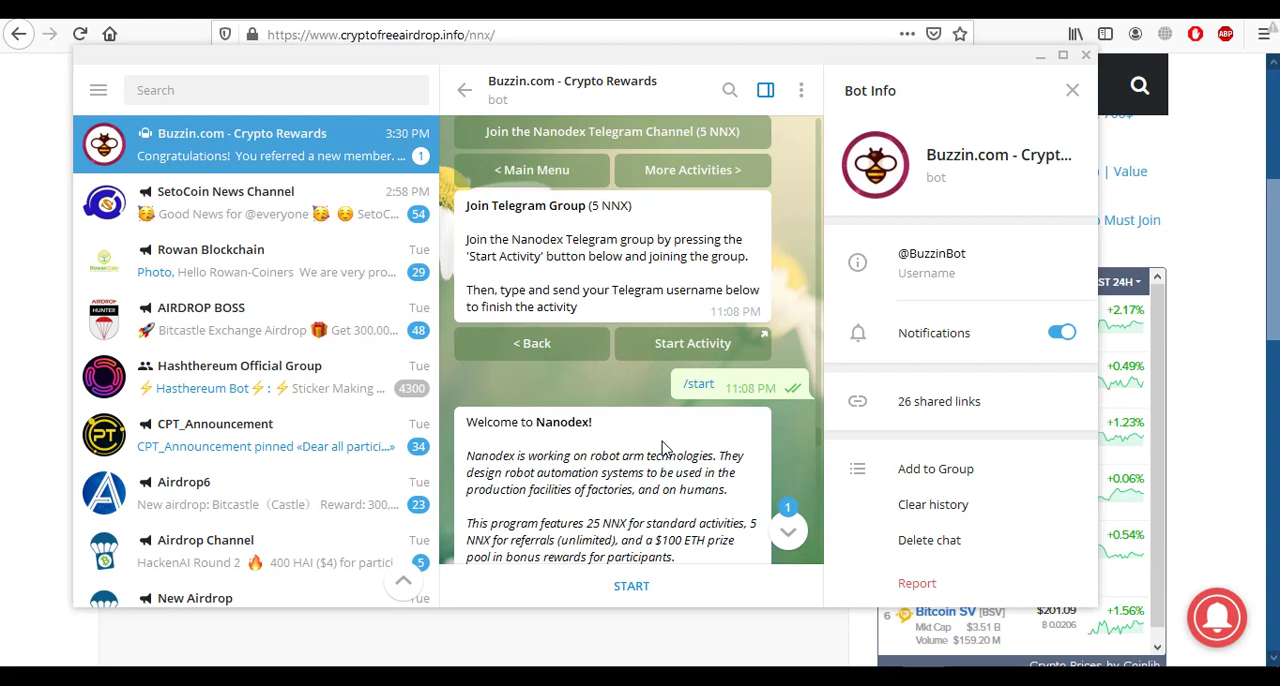 https://www.cryptofreeairdrop.info/nnx/
ABP
Search
Buzzin.com - Crypto Rewards
3:30 PM
Congratulations! You referred a new member. ...
1
SetoCoin News Channel
2:58 PM
🥳 Good News for @everyone 🥳 ☺️ SetoC...
54
Rowan Blockchain
Tue
Photo, Hello Rowan-Coiners We are very pro...
29
AIRDROP BOSS
Tue
🚀 Bitcastle Exchange Airdrop 🎁 Get 300,00...
48
Hashthereum Official Group
Tue
⚡ Hasthereum Bot ⚡ : ⚡ Sticker Making ...
4300
CPT_Announcement
Tue
CPT_Announcement pinned «Dear all partici...»
34
Airdrop6
Tue
New airdrop: Bitcastle (Castle) Reward: 300,...
23
Airdrop Channel
Tue
HackenAI Round 2 🔥 400 HAI ($4) for partici
5
New Airdrop
Tue
Buzzin.com - Crypto Rewards
bot
Join the Nanodex Telegram Channel (5 NNX)
< Main Menu
More Activities >
Join Telegram Group (5 NNX)
Join the Nanodex Telegram group by pressing the
'Start Activity' button below and joining the group.
Then, type and send your Telegram username below
to finish the activity
11:08 PM
< Back
Start Activity
/start
11:08 PM
Welcome to Nanodex!
Nanodex is working on robot arm technologies. They
design robot automation systems to be used in the
production facilities of factories, and on humans.
This program features 25 NNX for standard activities, 5
NNX for referrals (unlimited), and a $100 ETH prize
pool in bonus rewards for participants.
1
START
Bot Info
Buzzin.com - Crypt...
bot
@BuzzinBot
Username
Notifications
26 shared links
Add to Group
Clear history
Delete chat
Report
| Value
Must Join
ST 24H
+2.17%
+0.49%
+1.23%
+0.06%
+0.54%
6 Bitcoin SV [BSV]
Mkt Cap $3.51 B
Volume $159.20 M
$201.09
฿ 0.0206
+1.56%
Crypto Prices by Coinlib